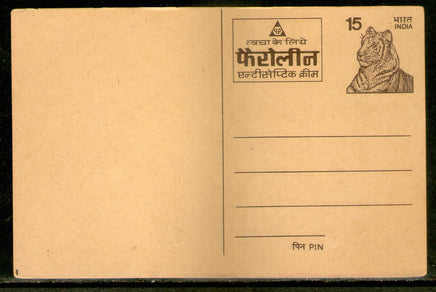 त्वचा के लिये
फैरोलीन
एन्टीसेप्टिक क्रीम
15
भारत
INDIA
पिन PIN